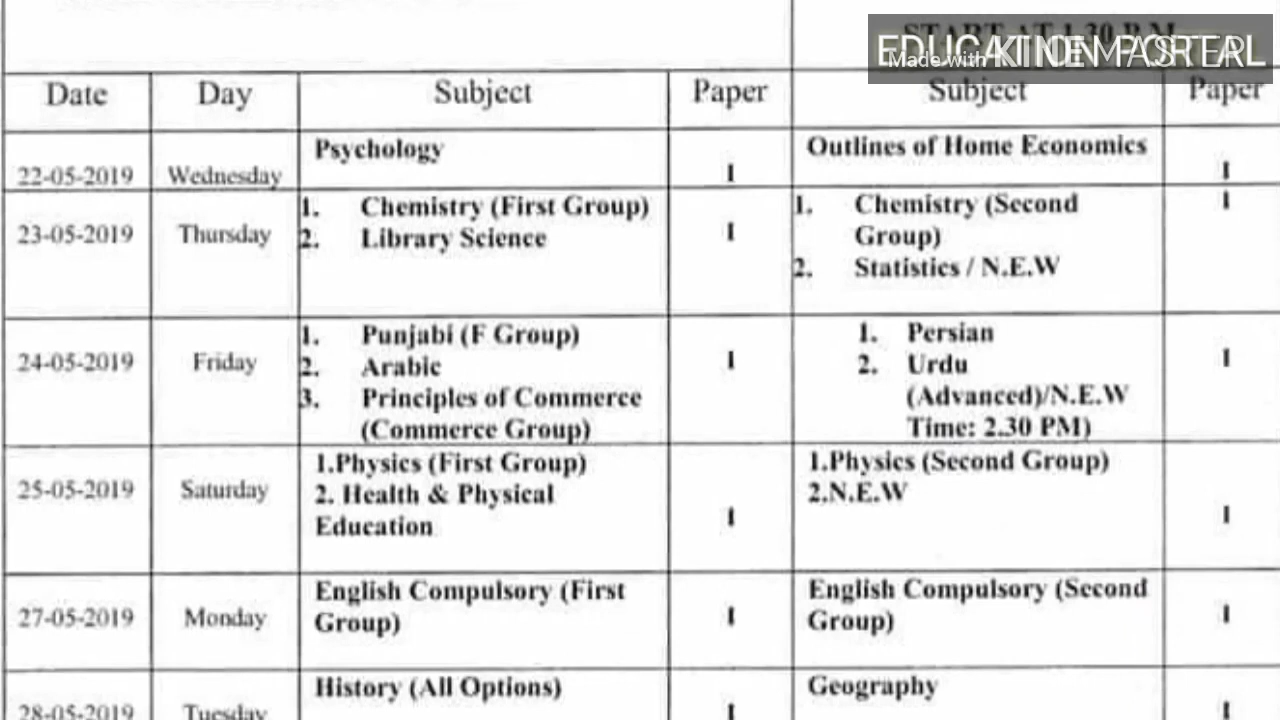 START AT 1.30 P.M
EDUCATION PORTAL
Made with KINEMASTER
Date Day Subject Paper Subject Paper
Psychology Outlines of Home Economics
22-05-2019 Wednesday I I
1. Chemistry (First Group) 1. Chemistry (Second
23-05-2019 Thursday 2. Library Science I Group) I
2. Statistics / N.E.W
1. Punjabi (F Group) 1. Persian
24-05-2019 Friday 2. Arabic I 2. Urdu I
3. Principles of Commerce (Advanced)/N.E.W
(Commerce Group) Time: 2.30 PM)
1.Physics (First Group) 1.Physics (Second Group)
25-05-2019 Saturday 2. Health & Physical 2.N.E.W
Education I I
English Compulsory (First English Compulsory (Second
27-05-2019 Monday Group) I Group) I
History (All Options) Geography
28-05-2019 Tuesday I I